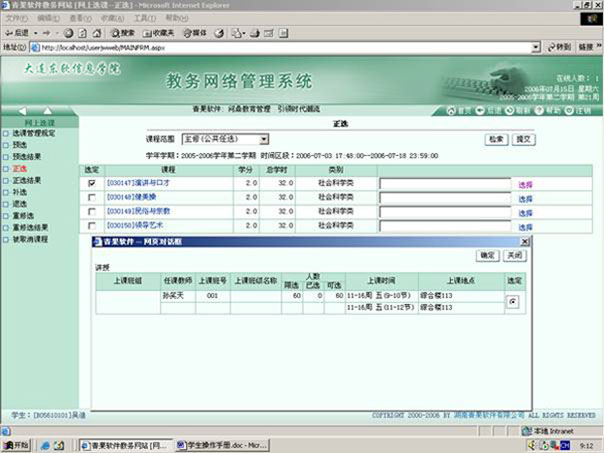 青果软件教务网站 [网上选课--正选] - Microsoft Internet Explorer
文件(F) 编辑(E) 查看(V) 收藏(A) 工具(T) 帮助(H)
后退 搜索 收藏夹 媒体
地址(D) http://localhost/userjwweb/MAINFRM.aspx 转到 链接
大连东软信息学院
教务网络管理系统
在线人数: 1
2006年07月15日 星期六
2005-2006学年第二学期 第21周
青果软件: 问鼎教育管理 引领时代潮流
首页 后退 刷新 帮助 注销
网上选课
选课管理规定
预选
预选结果
正选
正选结果
补选
退选
重修选
重修选结果
被取消课程
正选
课程范围 主修(公共任选) 检索 提交
学年学期: 2005-2006学年第二学期 时间区段: 2006-07-03 17:48:00--2006-07-18 23:59:00
选定 课程 学分 总学时 类别
[030147]演讲与口才 2.0 32.0 社会科学类 选择
[030148]健美操 2.0 32.0 社会科学类 选择
[030149]民俗与宗教 2.0 32.0 社会科学类 选择
[030150]领导艺术 2.0 32.0 社会科学类 选择
青果软件 -- 网页对话框
确定 关闭
讲授
上课班组 任课教师 上课班号 上课班组名称 人数 上课时间 上课地点 选定
限选 已选 可选
孙笑天 001 60 0 60 11-16周 五(9-10节) 综合楼113
11-16周 五(11-12节) 综合楼113
学生: [B05610101]吴迪
COPYRIGHT 2000-2006 BY 湖南青果软件有限公司 ALL RIGHTS RESERVED
本地 Intranet
开始 青果软件教务网站 [网... 学生操作手册.doc - Micr... CH 9:12